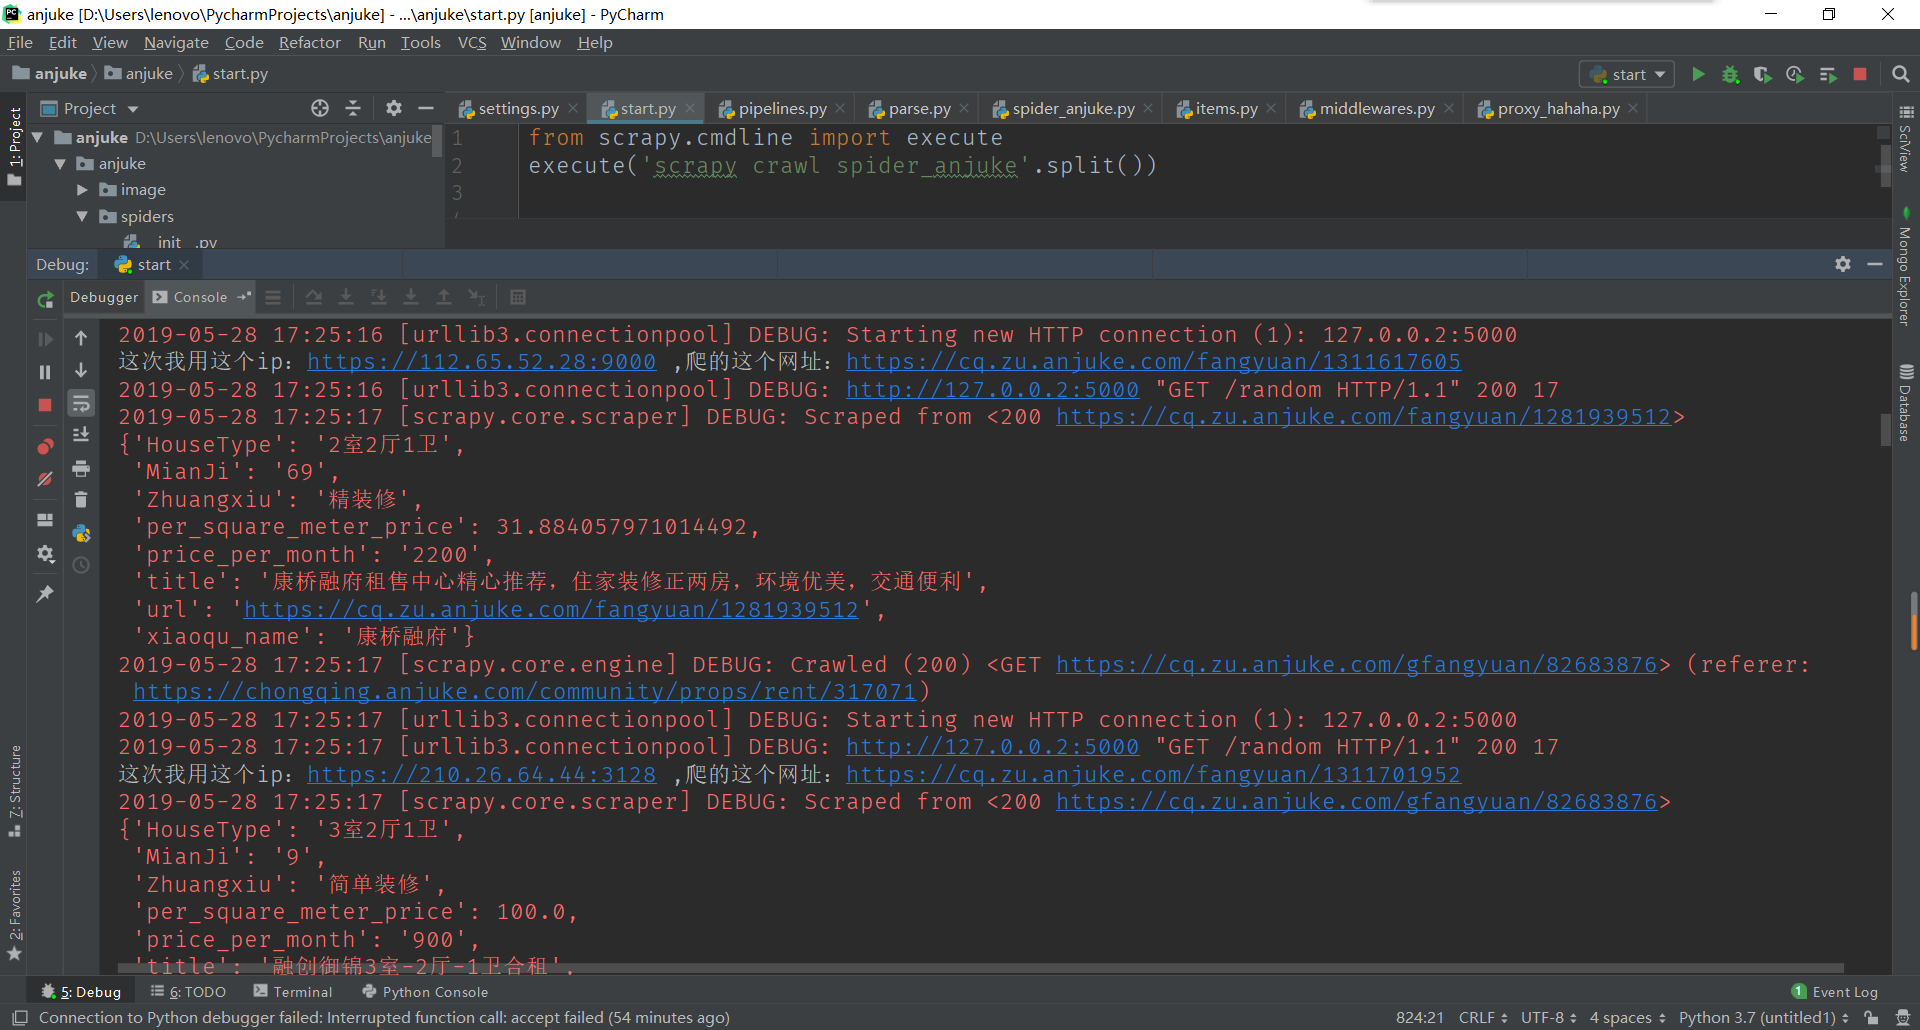 anjuke [D:\Users\lenovo\PycharmProjects\anjuke] - ...\anjuke\start.py [anjuke] - PyCharm
File Edit View Navigate Code Refactor Run Tools VCS Window Help
anjuke anjuke start.py start
Project settings.py start.py pipelines.py parse.py spider_anjuke.py items.py middlewares.py proxy_hahaha.py
1: Project
anjuke D:\Users\lenovo\PycharmProjects\anjuke
anjuke
image
spiders
__init__.py
1 from scrapy.cmdline import execute
2 execute('scrapy crawl spider_anjuke'.split())
3
SciView
Mongo Explorer
Database
Debug: start
Debugger Console
2019-05-28 17:25:16 [urllib3.connectionpool] DEBUG: Starting new HTTP connection (1): 127.0.0.2:5000
这次我用这个ip: https://112.65.52.28:9000 ,爬的这个网址: https://cq.zu.anjuke.com/fangyuan/1311617605
2019-05-28 17:25:16 [urllib3.connectionpool] DEBUG: http://127.0.0.2:5000 "GET /random HTTP/1.1" 200 17
2019-05-28 17:25:17 [scrapy.core.scraper] DEBUG: Scraped from <200 https://cq.zu.anjuke.com/fangyuan/1281939512>
{'HouseType': '2室2厅1卫',
'MianJi': '69',
'Zhuangxiu': '精装修',
'per_square_meter_price': 31.884057971014492,
'price_per_month': '2200',
'title': '康桥融府租售中心精心推荐，住家装修正两房，环境优美，交通便利',
'url': 'https://cq.zu.anjuke.com/fangyuan/1281939512',
'xiaoqu_name': '康桥融府'}
2019-05-28 17:25:17 [scrapy.core.engine] DEBUG: Crawled (200) <GET https://cq.zu.anjuke.com/gfangyuan/82683876> (referer:
https://chongqing.anjuke.com/community/props/rent/317071)
2019-05-28 17:25:17 [urllib3.connectionpool] DEBUG: Starting new HTTP connection (1): 127.0.0.2:5000
2019-05-28 17:25:17 [urllib3.connectionpool] DEBUG: http://127.0.0.2:5000 "GET /random HTTP/1.1" 200 17
这次我用这个ip: https://210.26.64.44:3128 ,爬的这个网址: https://cq.zu.anjuke.com/fangyuan/1311701952
2019-05-28 17:25:17 [scrapy.core.scraper] DEBUG: Scraped from <200 https://cq.zu.anjuke.com/gfangyuan/82683876>
{'HouseType': '3室2厅1卫',
'MianJi': '9',
'Zhuangxiu': '简单装修',
'per_square_meter_price': 100.0,
'price_per_month': '900',
'title': '融创御锦3室-2厅-1卫合租',
7: Structure
2: Favorites
5: Debug 6: TODO Terminal Python Console 1 Event Log
Connection to Python debugger failed: Interrupted function call: accept failed (54 minutes ago) 824:21 CRLF UTF-8 4 spaces Python 3.7 (untitled1)